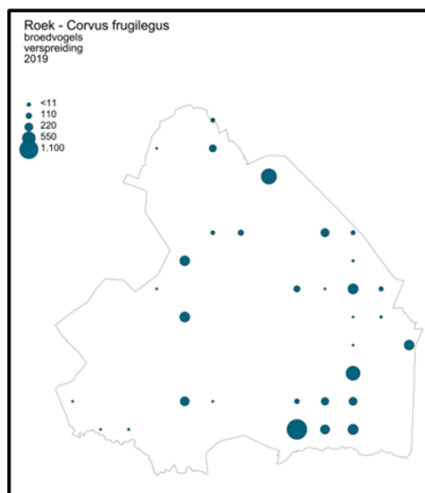 Roek - Corvus frugilegus
broedvogels
verspreiding
2019
<11
110
220
550
1.100